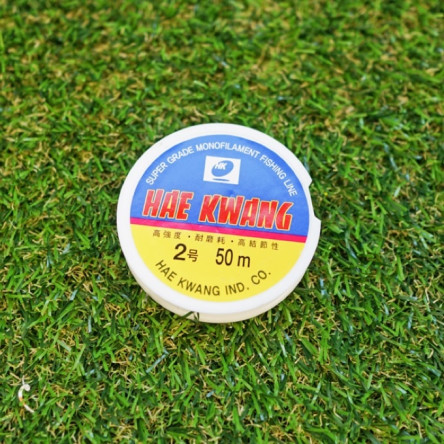 SUPER GRADE MONOFILAMENT FISHING LINE
HK
HAE KWANG
高強度・耐磨耗・高結節性
2号 50m
HAE KWANG IND. CO.